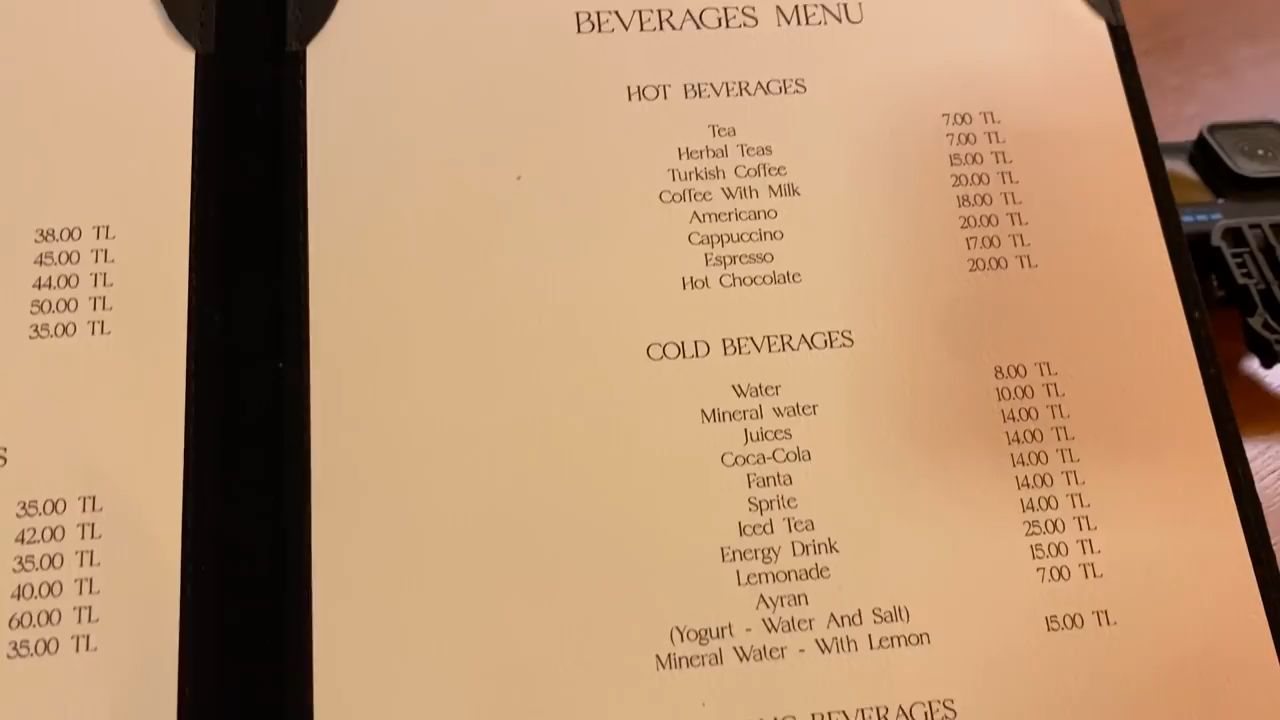 38.00 TL
45.00 TL
44.00 TL
50.00 TL
35.00 TL
S
35.00 TL
42.00 TL
35.00 TL
40.00 TL
60.00 TL
35.00 TL
BEVERAGES MENU
HOT BEVERAGES
Tea 7.00 TL
Herbal Teas 7.00 TL
Turkish Coffee 15.00 TL
Coffee With Milk 20.00 TL
Americano 18.00 TL
Cappuccino 20.00 TL
Espresso 17.00 TL
Hot Chocolate 20.00 TL
COLD BEVERAGES
Water 8.00 TL
Mineral water 10.00 TL
Juices 14.00 TL
Coca-Cola 14.00 TL
Fanta 14.00 TL
Sprite 14.00 TL
Iced Tea 14.00 TL
Energy Drink 25.00 TL
Lemonade 15.00 TL
Ayran 7.00 TL
(Yogurt - Water And Salt)
Mineral Water - With Lemon 15.00 TL
BEVERAGES